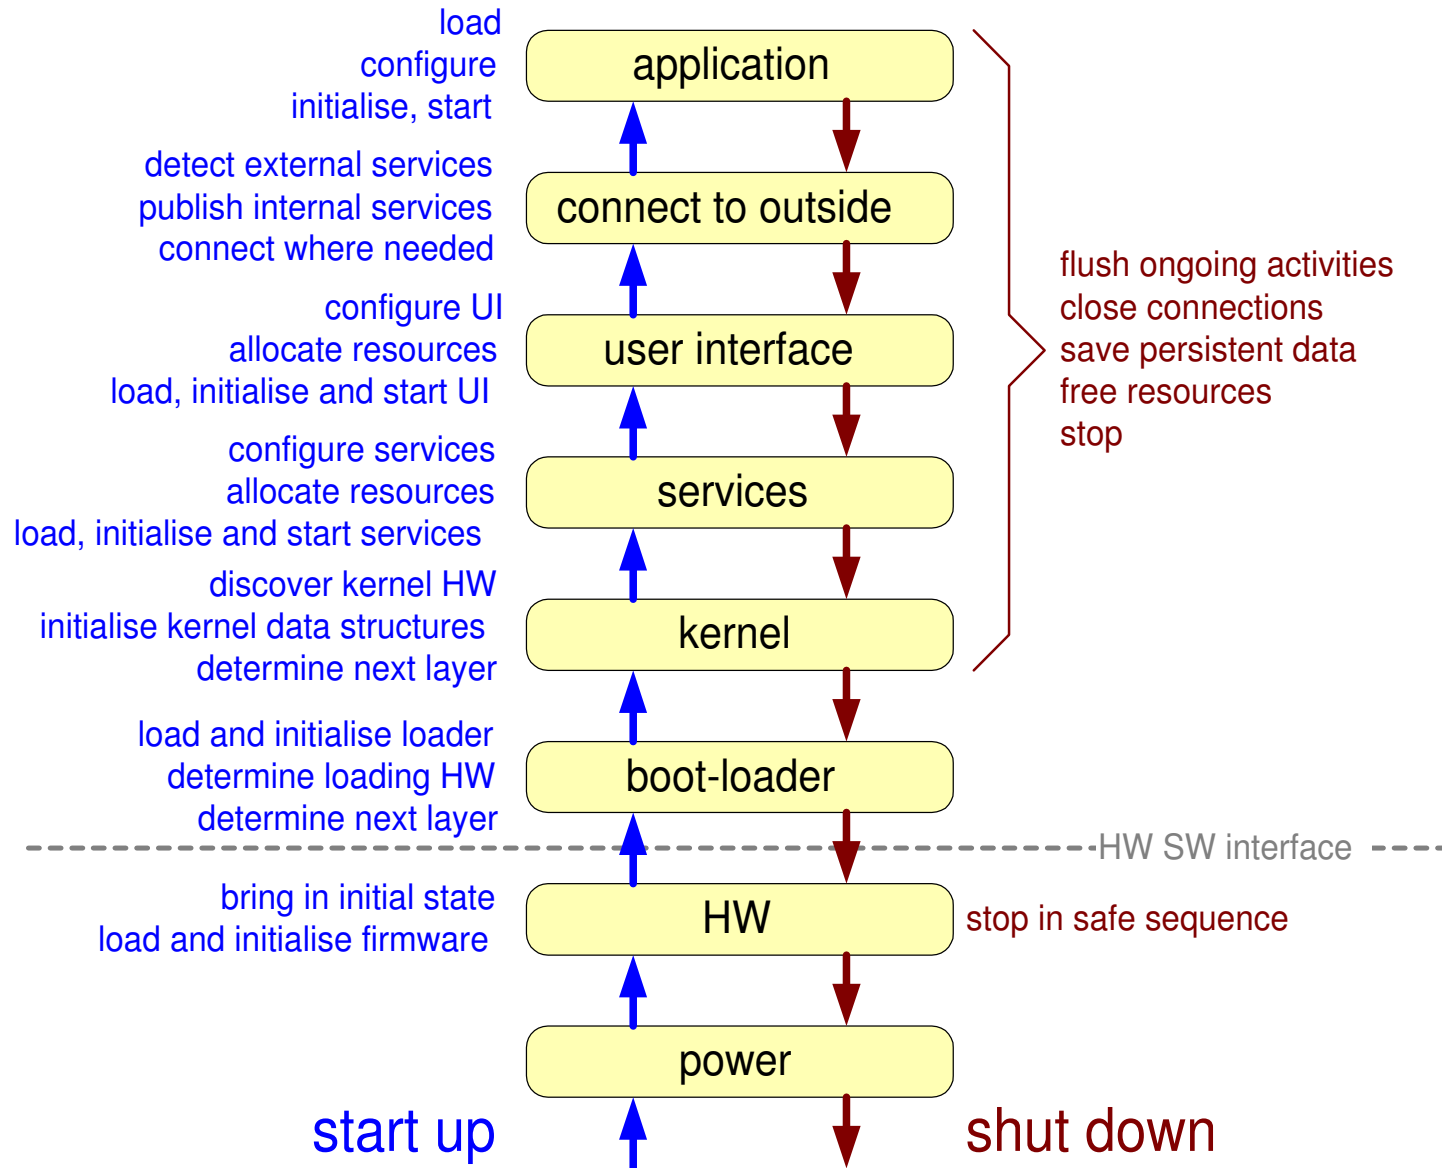 load
configure
initialise, start
application
detect external services
publish internal services
connect where needed
connect to outside
configure UI
allocate resources
load, initialise and start UI
user interface
flush ongoing activities
close connections
save persistent data
free resources
stop
configure services
allocate resources
load, initialise and start services
services
discover kernel HW
initialise kernel data structures
determine next layer
kernel
load and initialise loader
determine loading HW
determine next layer
boot-loader
HW SW interface
bring in initial state
load and initialise firmware
HW
stop in safe sequence
power
start up
shut down